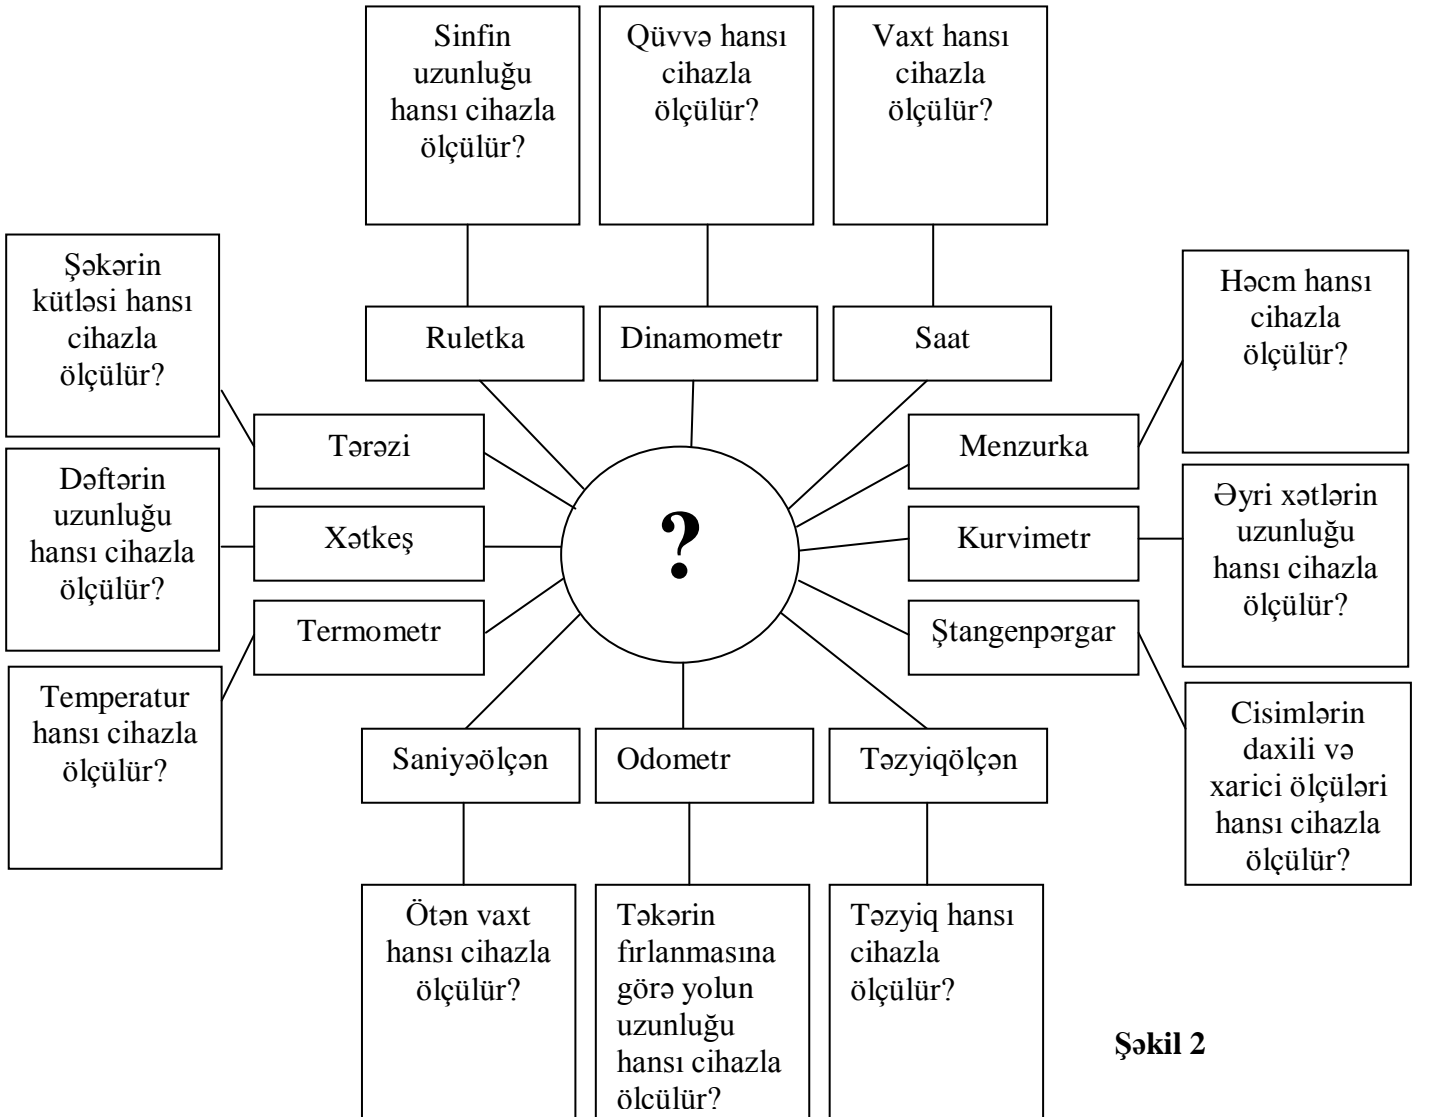 Sinfin
uzunluğu
hansı cihazla
ölçülür?
Qüvvə hansı
cihazla
ölçülür?
Vaxt hansı
cihazla
ölçülür?
Ruletka
Dinamometr
Saat
Şəkərin
kütləsi hansı
cihazla
ölçülür?
Tərəzi
Dəftərin
uzunluğu
hansı cihazla
ölçülür?
Xətkeş
Temperatur
hansı cihazla
ölçülür?
Termometr
?
Həcm hansı
cihazla
ölçülür?
Menzurka
Əyri xətlərin
uzunluğu
hansı cihazla
ölçülür?
Kurvimetr
Ştangenpərgar
Cisimlərin
daxili və
xarici ölçüləri
hansı cihazla
ölçülür?
Saniyəölçən
Odometr
Təzyiqölçən
Ötən vaxt
hansı cihazla
ölçülür?
Təkərin
fırlanmasına
görə yolun
uzunluğu
hansı cihazla
ölcülür?
Təzyiq hansı
cihazla
ölçülür?
Şəkil 2